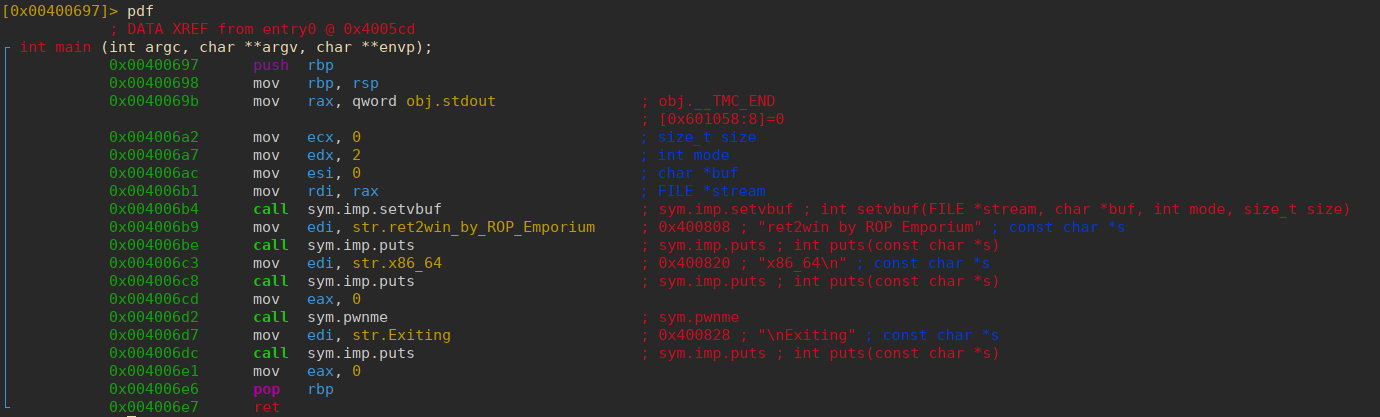 [0x00400697]> pdf
; DATA XREF from entry0 @ 0x4005cd
int main (int argc, char **argv, char **envp);
0x00400697 push rbp
0x00400698 mov rbp, rsp
0x0040069b mov rax, qword obj.stdout ; obj.__TMC_END
; [0x601058:8]=0
0x004006a2 mov ecx, 0 ; size_t size
0x004006a7 mov edx, 2 ; int mode
0x004006ac mov esi, 0 ; char *buf
0x004006b1 mov rdi, rax ; FILE *stream
0x004006b4 call sym.imp.setvbuf ; sym.imp.setvbuf ; int setvbuf(FILE *stream, char *buf, int mode, size_t size)
0x004006b9 mov edi, str.ret2win_by_ROP_Emporium ; 0x400808 ; "ret2win by ROP Emporium" ; const char *s
0x004006be call sym.imp.puts ; sym.imp.puts ; int puts(const char *s)
0x004006c3 mov edi, str.x86_64 ; 0x400820 ; "x86_64\n" ; const char *s
0x004006c8 call sym.imp.puts ; sym.imp.puts ; int puts(const char *s)
0x004006cd mov eax, 0
0x004006d2 call sym.pwnme ; sym.pwnme
0x004006d7 mov edi, str.Exiting ; 0x400828 ; "\nExiting" ; const char *s
0x004006dc call sym.imp.puts ; sym.imp.puts ; int puts(const char *s)
0x004006e1 mov eax, 0
0x004006e6 pop rbp
0x004006e7 ret